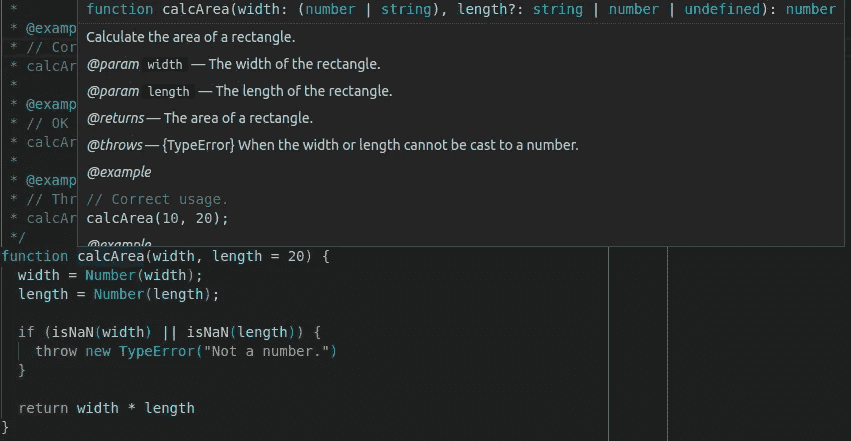 function calcArea(width: (number | string), length?: string | number | undefined): number
Calculate the area of a rectangle.
@param width — The width of the rectangle.
@param length — The length of the rectangle.
@returns — The area of a rectangle.
@throws — {TypeError} When the width or length cannot be cast to a number.
@example
// Correct usage.
calcArea(10, 20);
@example
*
* @examp
* // Cor
* calcAr
*
* @examp
* // OK
* calcAr
*
* @examp
* // Thr
* calcAr
*/
function calcArea(width, length = 20) {
width = Number(width);
length = Number(length);
if (isNaN(width) || isNaN(length)) {
throw new TypeError("Not a number.")
}
return width * length
}